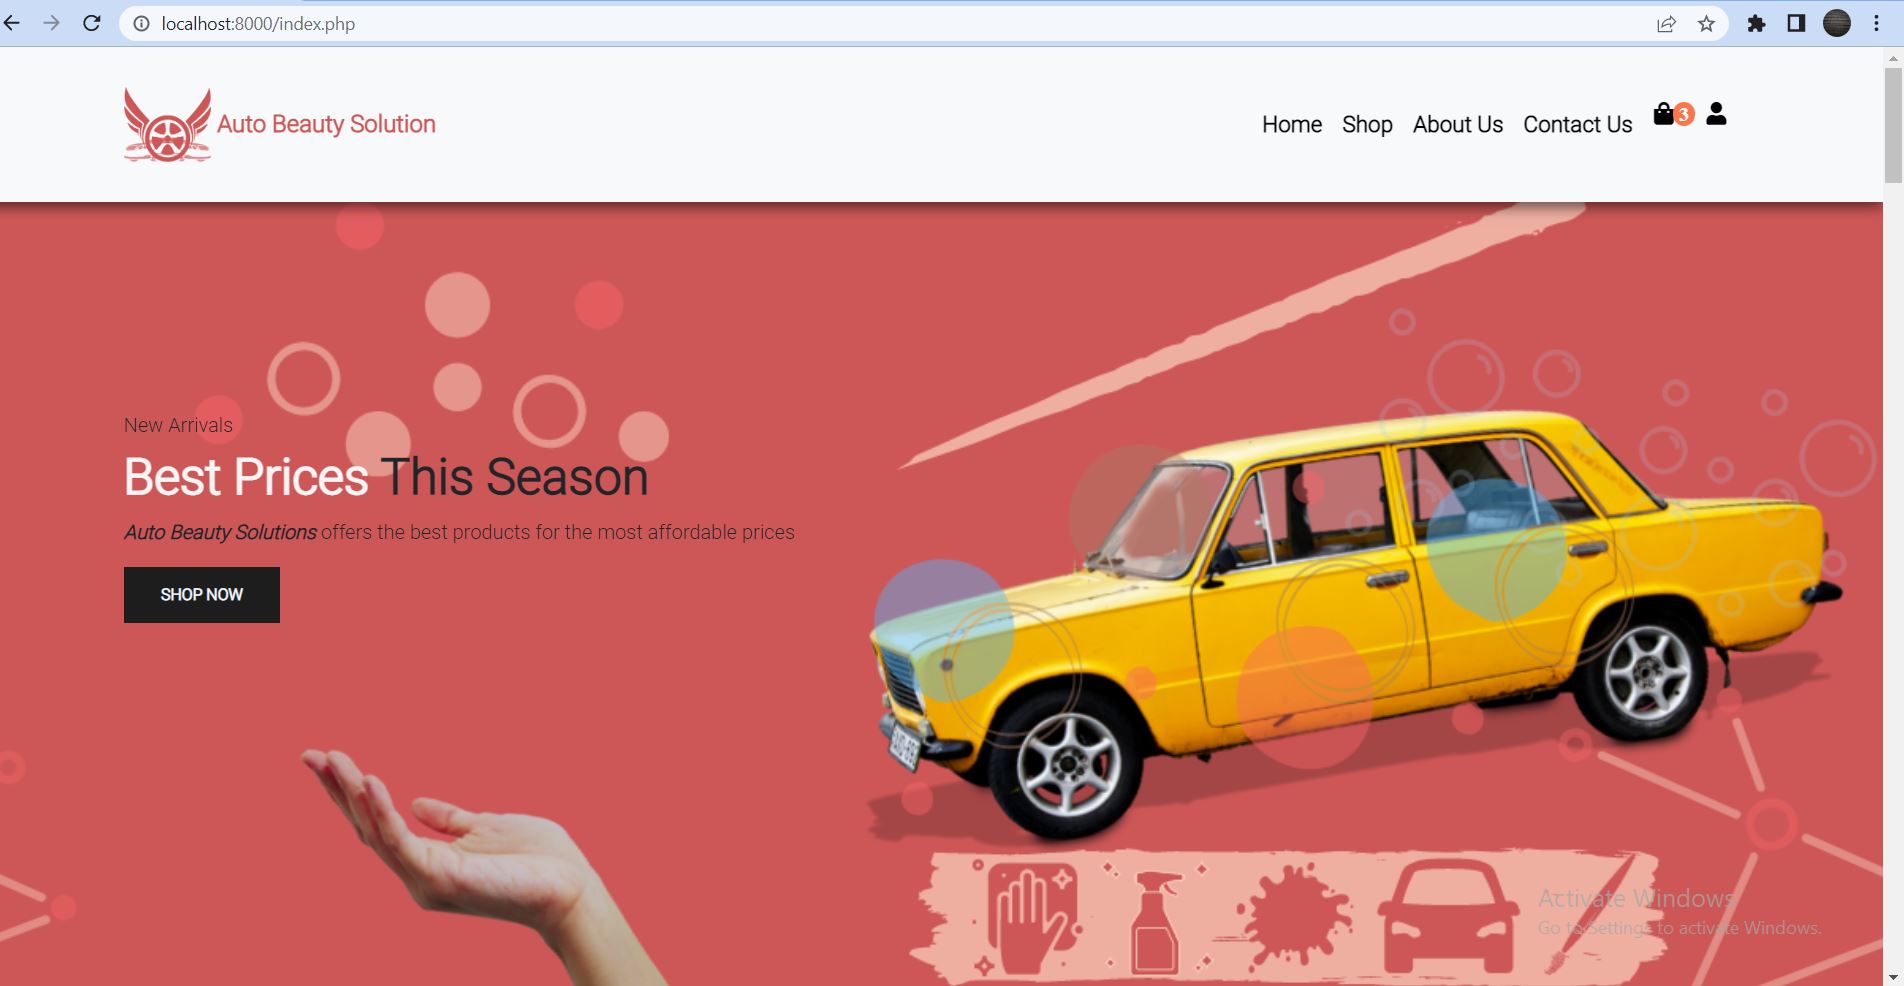 localhost:8000/index.php
Auto Beauty Solution
Home Shop About Us Contact Us 3
New Arrivals
Best Prices This Season
Auto Beauty Solutions offers the best products for the most affordable prices
SHOP NOW
Activate Windows
Go to Settings to activate Windows.